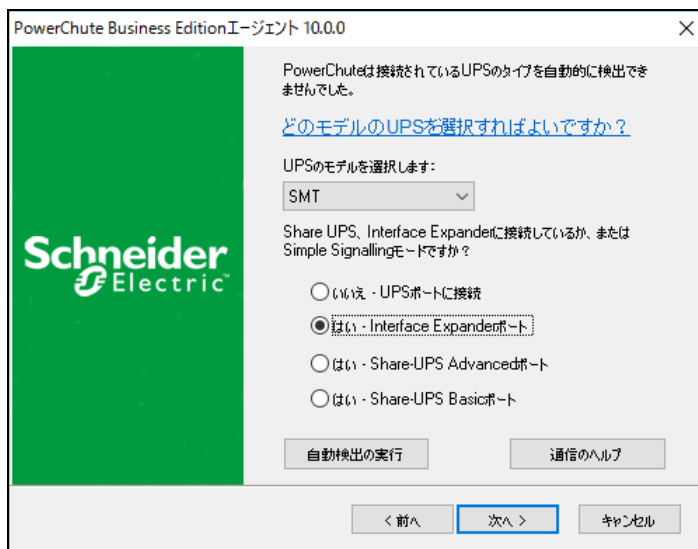 PowerChute Business Editionエージェント 10.0.0
PowerChuteは接続されているUPSのタイプを自動的に検出でき
ませんでした。
どのモデルのUPSを選択すればよいですか？
UPSのモデルを選択します:
SMT
Share UPS、Interface Expanderに接続しているか、または
Simple Signallingモードですか？
いいえ - UPSポートに接続
はい - Interface Expanderポート
はい - Share-UPS Advancedポート
はい - Share-UPS Basicポート
Schneider
Electric™
自動検出の実行
通信のヘルプ
< 前へ
次へ >
キャンセル